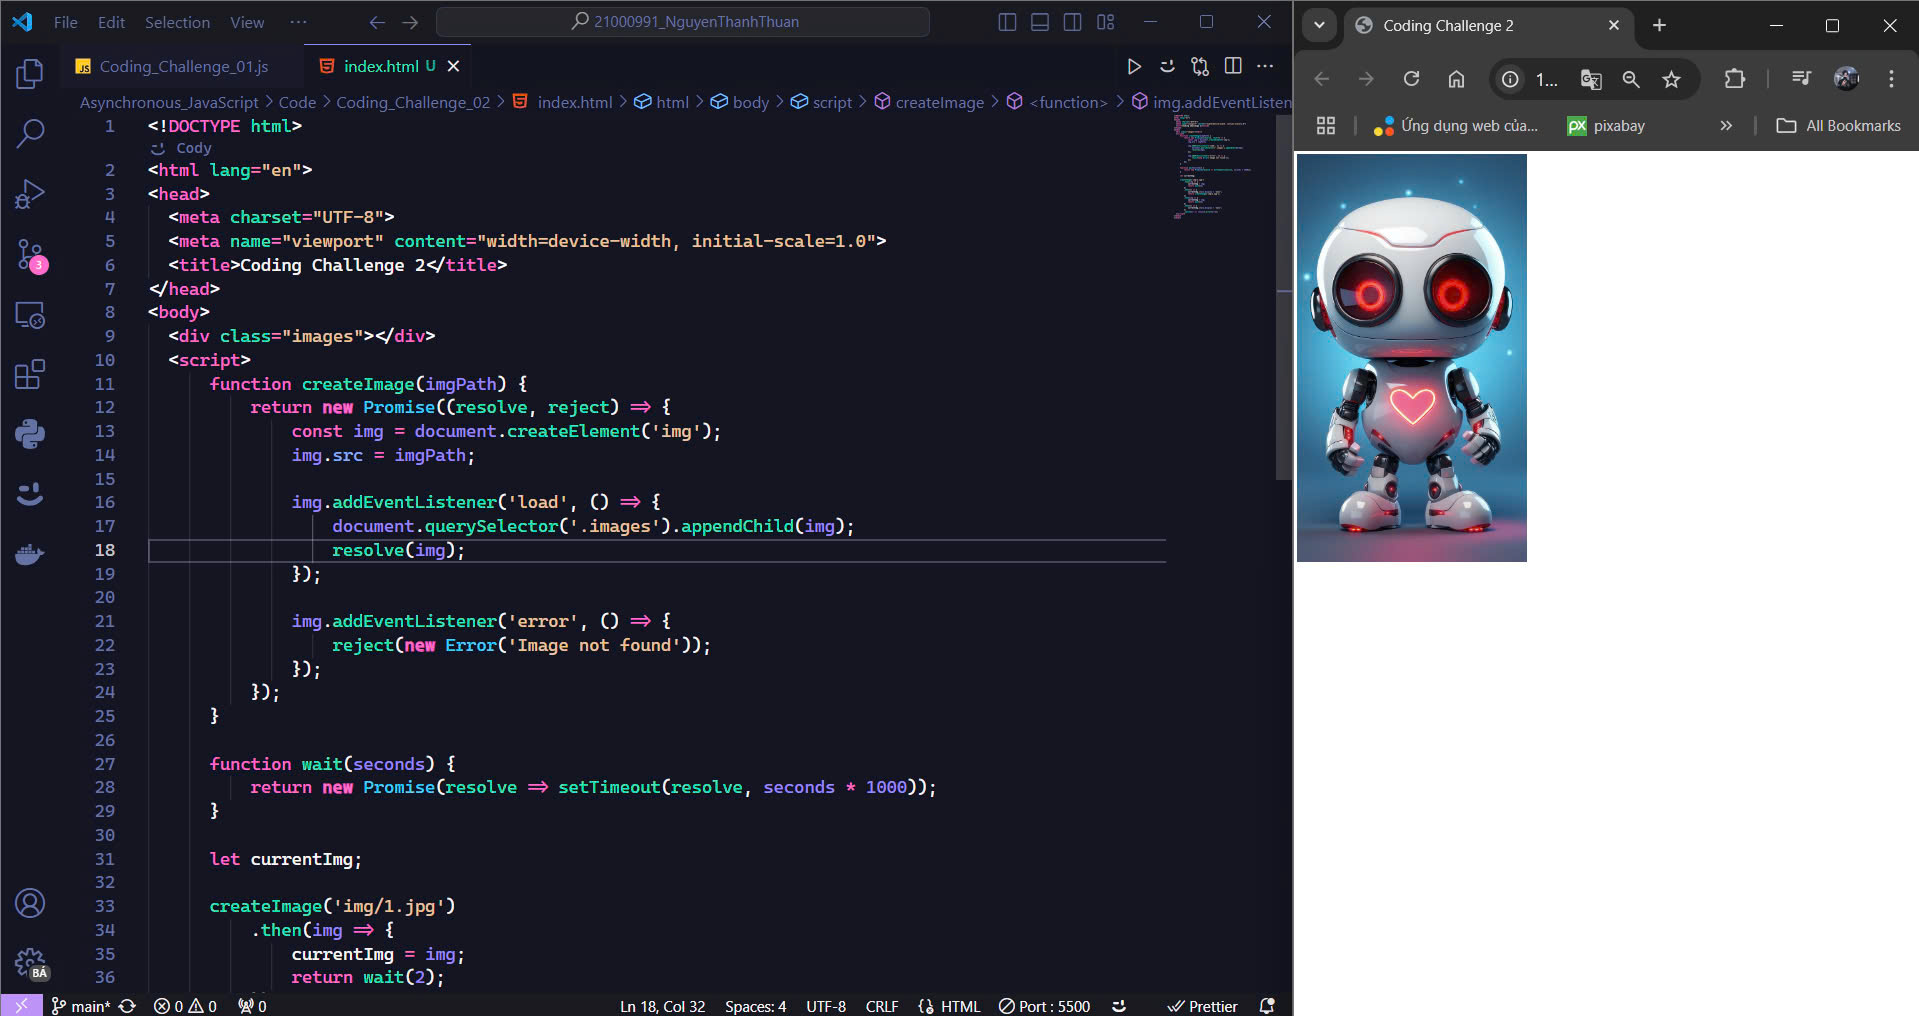 File Edit Selection View ··· 21000991_NguyenThanhThuan
Coding_Challenge_01.js index.html U
Asynchronous_JavaScript > Code > Coding_Challenge_02 > index.html > html > body > script > createImage > <function> > img.addEventListen
1 <!DOCTYPE html>
Cody
2 <html lang="en">
3 <head>
4 <meta charset="UTF-8">
5 <meta name="viewport" content="width=device-width, initial-scale=1.0">
6 <title>Coding Challenge 2</title>
7 </head>
8 <body>
9 <div class="images"></div>
10 <script>
11 function createImage(imgPath) {
12 return new Promise((resolve, reject) => {
13 const img = document.createElement('img');
14 img.src = imgPath;
15
16 img.addEventListener('load', () => {
17 document.querySelector('.images').appendChild(img);
18 resolve(img);
19 });
20
21 img.addEventListener('error', () => {
22 reject(new Error('Image not found'));
23 });
24 });
25 }
26
27 function wait(seconds) {
28 return new Promise(resolve => setTimeout(resolve, seconds * 1000));
29 }
30
31 let currentImg;
32
33 createImage('img/1.jpg')
34 .then(img => {
35 currentImg = img;
36 return wait(2);
3
BÁ
main* 0 0 0 Ln 18, Col 32 Spaces: 4 UTF-8 CRLF HTML Port : 5500 Prettier
Coding Challenge 2
1...
Ứng dụng web của... px pixabay » All Bookmarks